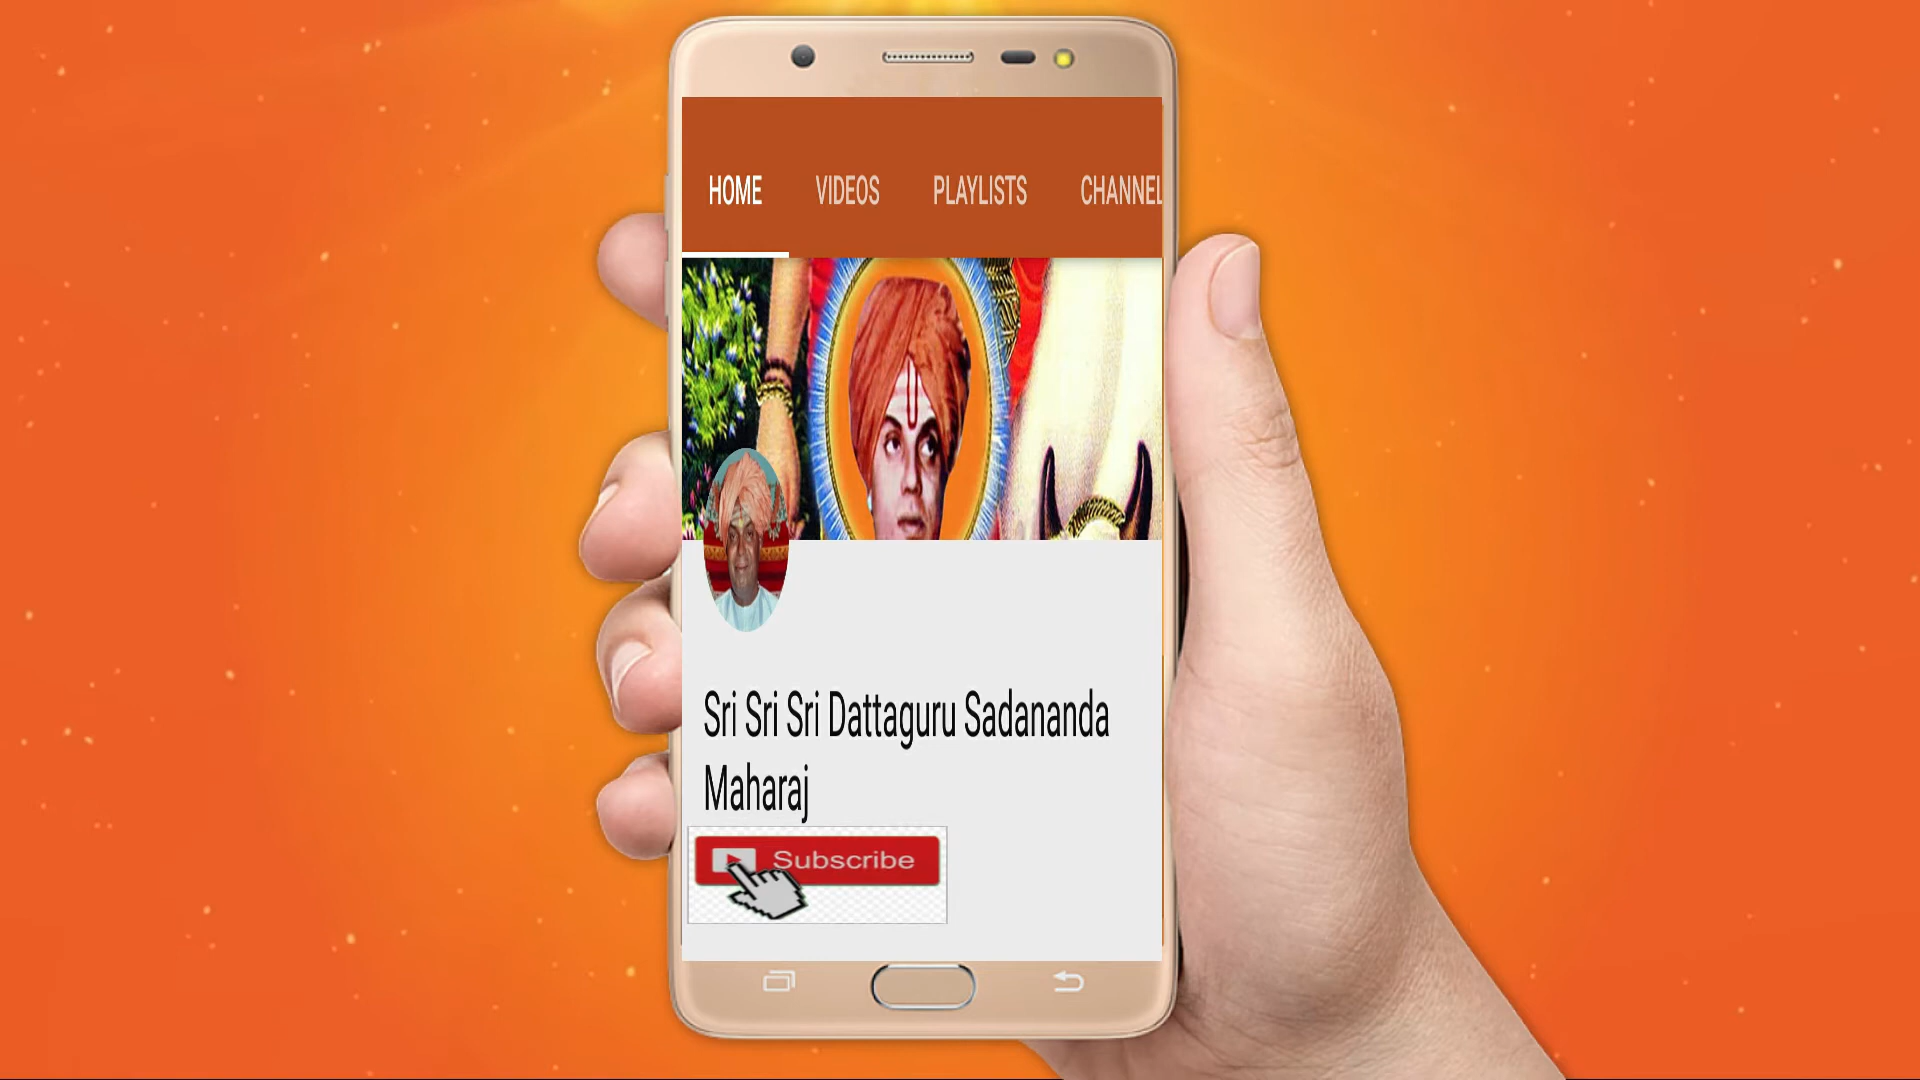 HOME VIDEOS PLAYLISTS CHANNEL
Sri Sri Sri Dattaguru Sadananda
Maharaj
Subscribe